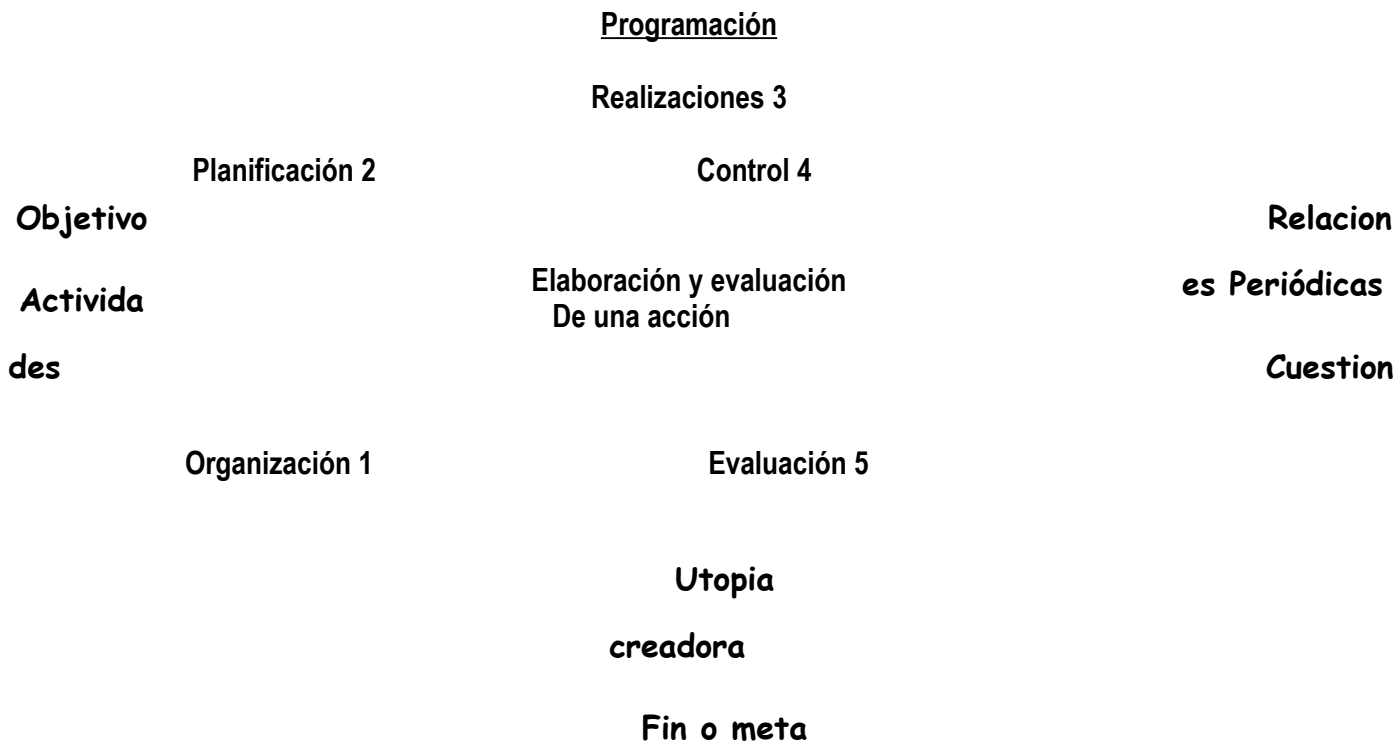 Programación
Realizaciones 3
Planificación 2 Control 4
Objetivo Relacion
Elaboración y evaluación es Periódicas
Activida De una acción
des Cuestion
Organización 1 Evaluación 5
Utopia
creadora
Fin o meta